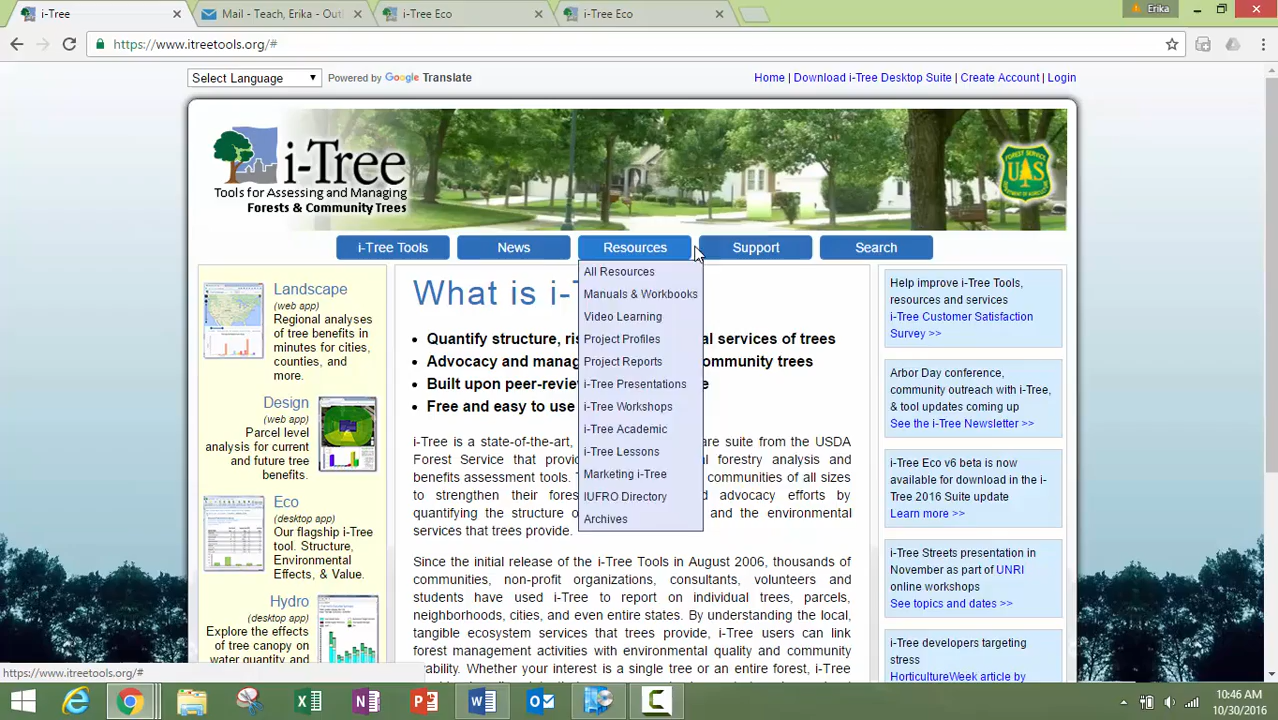 i-Tree
Mail - Teach, Erika - Outl
i-Tree Eco
i-Tree Eco
Erika
https://www.itreetools.org/#
Select Language
Powered by Google Translate
Home | Download i-Tree Desktop Suite | Create Account | Login
i-Tree
Tools for Assessing and Managing
Forests & Community Trees
FOREST SERVICE
US
DEPARTMENT OF AGRICULTURE
i-Tree Tools
News
Resources
Support
Search
All Resources
Manuals & Workbooks
Video Learning
Project Profiles
Project Reports
i-Tree Presentations
i-Tree Workshops
i-Tree Academic
i-Tree Lessons
Marketing i-Tree
IUFRO Directory
Archives
Landscape
(web app)
Regional analyses
of tree benefits in
minutes for cities,
counties, and
more.
Design
(web app)
Parcel level
analysis for current
and future tree
benefits.
Eco
(desktop app)
Our flagship i-Tree
tool. Structure,
Environmental
Effects, & Value.
Hydro
(desktop app)
Explore the effects
of tree canopy on
water quantity and
What is i-T
• Quantify structure, ris al services of trees
• Advocacy and manag ommunity trees
• Built upon peer-revie e
• Free and easy to use
i-Tree is a state-of-the-art, are suite from the USDA
Forest Service that provid al forestry analysis and
benefits assessment tools. communities of all sizes
to strengthen their fores d advocacy efforts by
quantifying the structure o and the environmental
services that trees provide.
Since the initial release of the i-Tree Tools in August 2006, thousands of
communities, non-profit organizations, consultants, volunteers and
students have used i-Tree to report on individual trees, parcels,
neighborhoods, cities, and even entire states. By understanding the local,
tangible ecosystem services that trees provide, i-Tree users can link
forest management activities with environmental quality and community
vability. Whether your interest is a single tree or an entire forest, i-Tree
Help improve i-Tree Tools,
resources and services
i-Tree Customer Satisfaction
Survey >>
Arbor Day conference,
community outreach with i-Tree,
& tool updates coming up
See the i-Tree Newsletter >>
i-Tree Eco v6 beta is now
available for download in the i-
Tree 2016 Suite update
Learn more >>
i-Tree Streets presentation in
November as part of UNRI
online workshops
See topics and dates >>
i-Tree developers targeting
stress
HorticultureWeek article by
https://www.itreetools.org/#
10:46 AM
10/30/2016